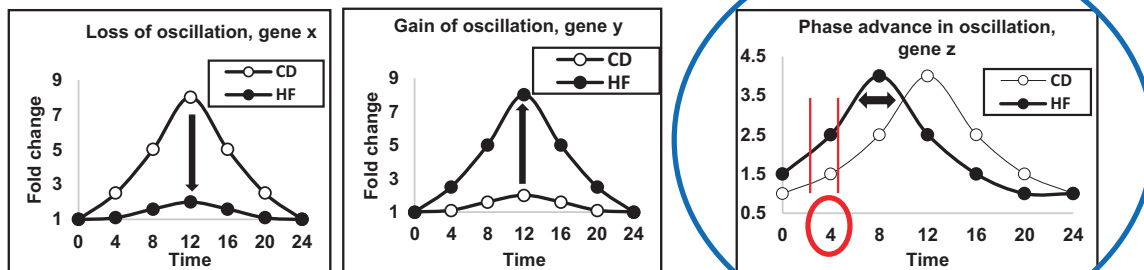 Loss of oscillation, gene x
CD
HF
Fold change
9
7
5
3
1
0 4 8 12 16 20 24
Time
Gain of oscillation, gene y
CD
HF
Fold change
9
7
5
3
1
0 4 8 12 16 20 24
Time
Phase advance in oscillation,
gene z
CD
HF
4.5
3.5
2.5
1.5
0.5
0 4 8 12 16 20 24
Time